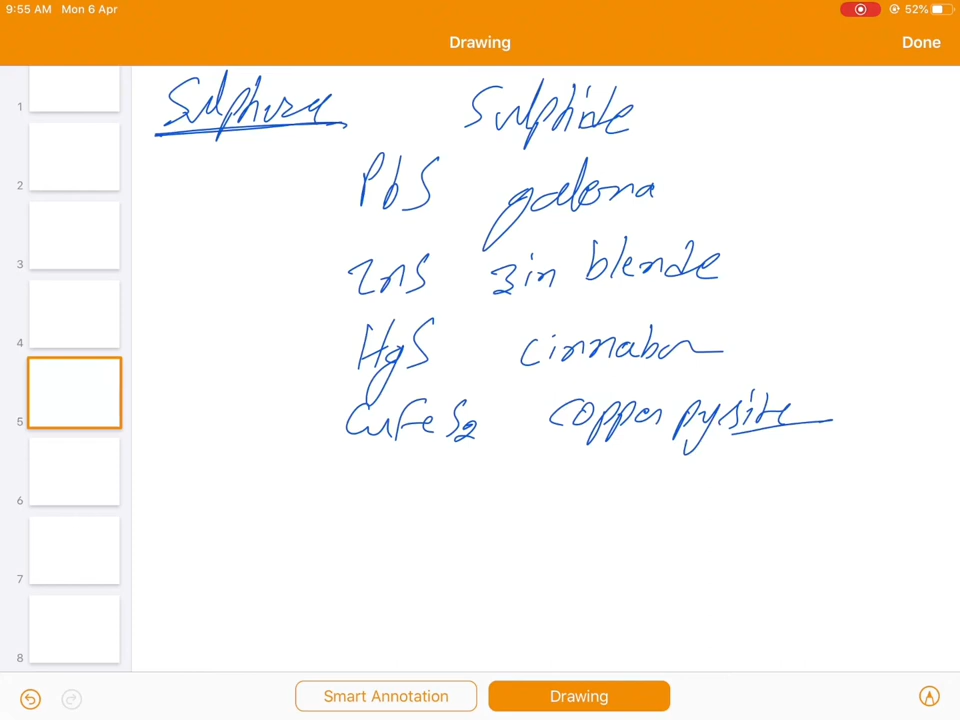 9:55 AM Mon 6 Apr 52%
Drawing Done
Sulphur Sulphide
PbS galena
ZnS zin blende
HgS cinnabar
CuFeS2 copper pyrite
1
2
3
4
5
6
7
8
Smart Annotation Drawing